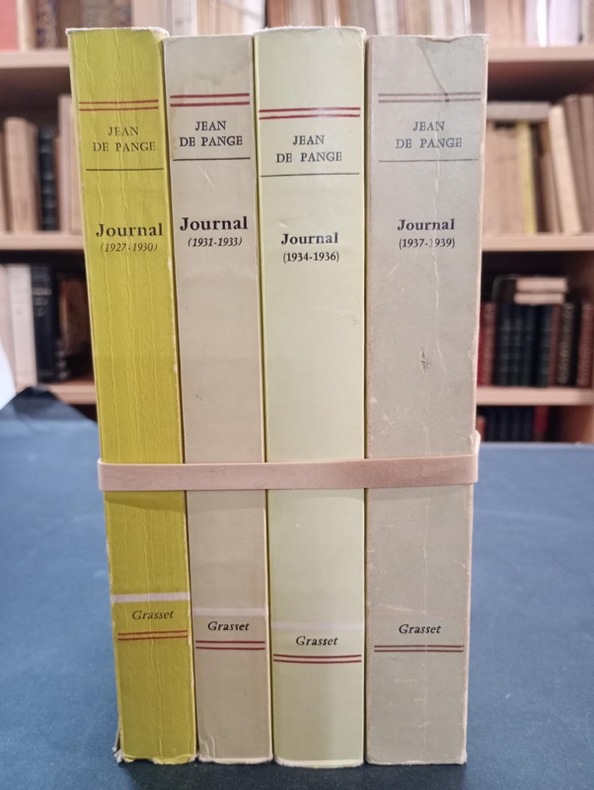 JEAN
DE PANGE
Journal
(1927-1930)
Grasset
JEAN
DE PANGE
Journal
(1931-1933)
Grasset
JEAN
DE PANGE
Journal
(1934-1936)
Grasset
JEAN
DE PANGE
Journal
(1937-1939)
Grasset